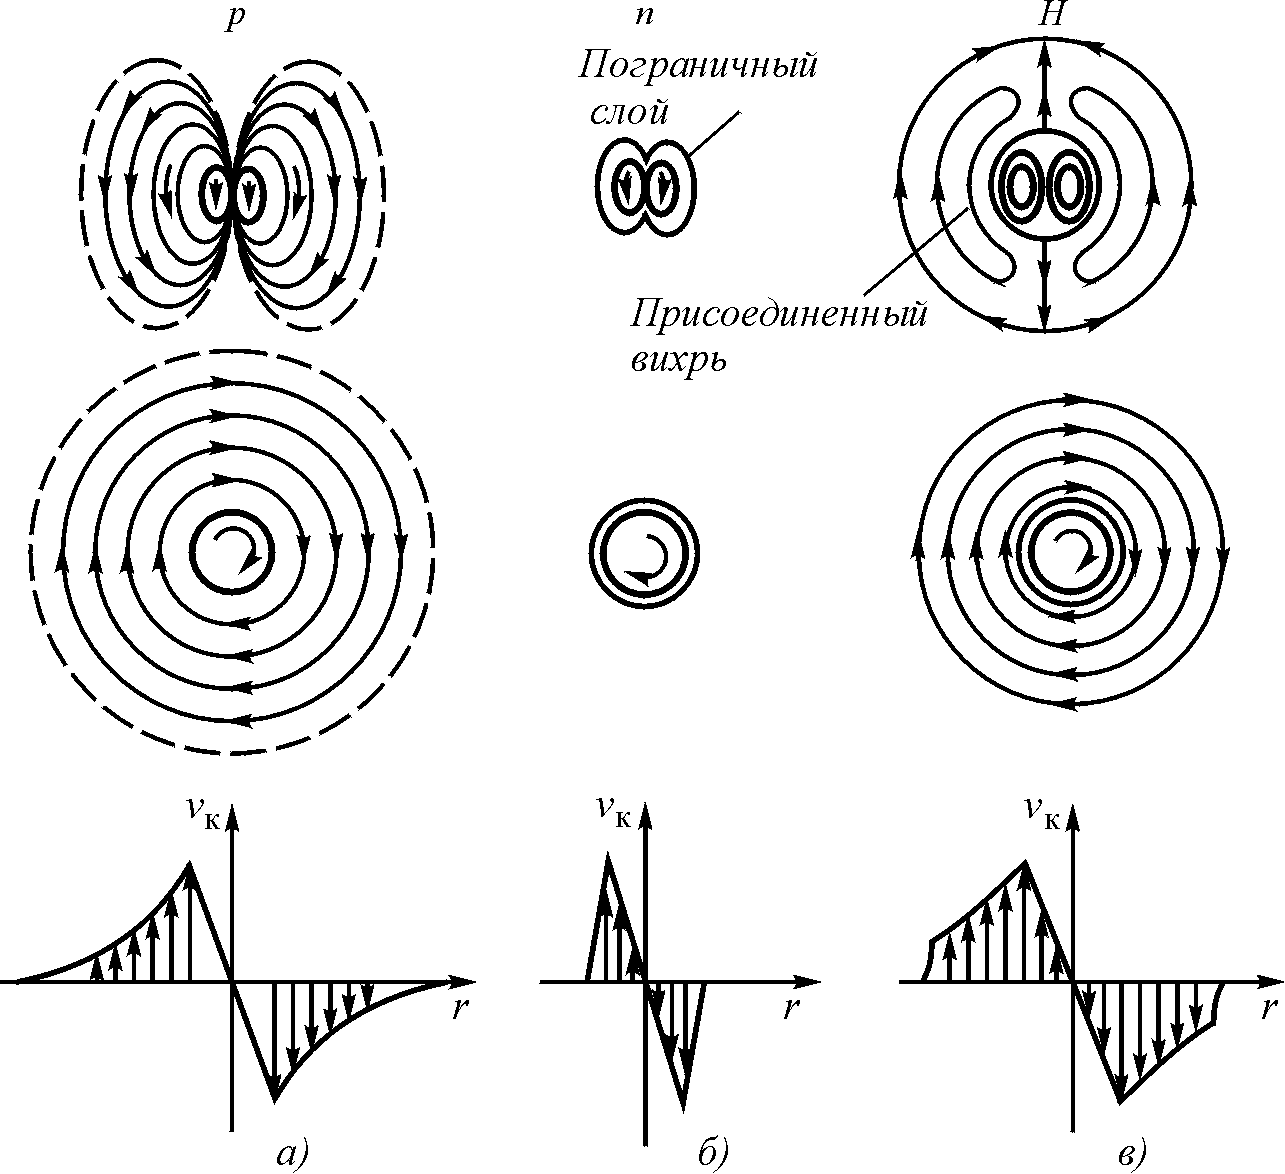 p n H
Пограничный
слой
Присоединенный
вихрь
vк vк vк
r r r
а) б) в)